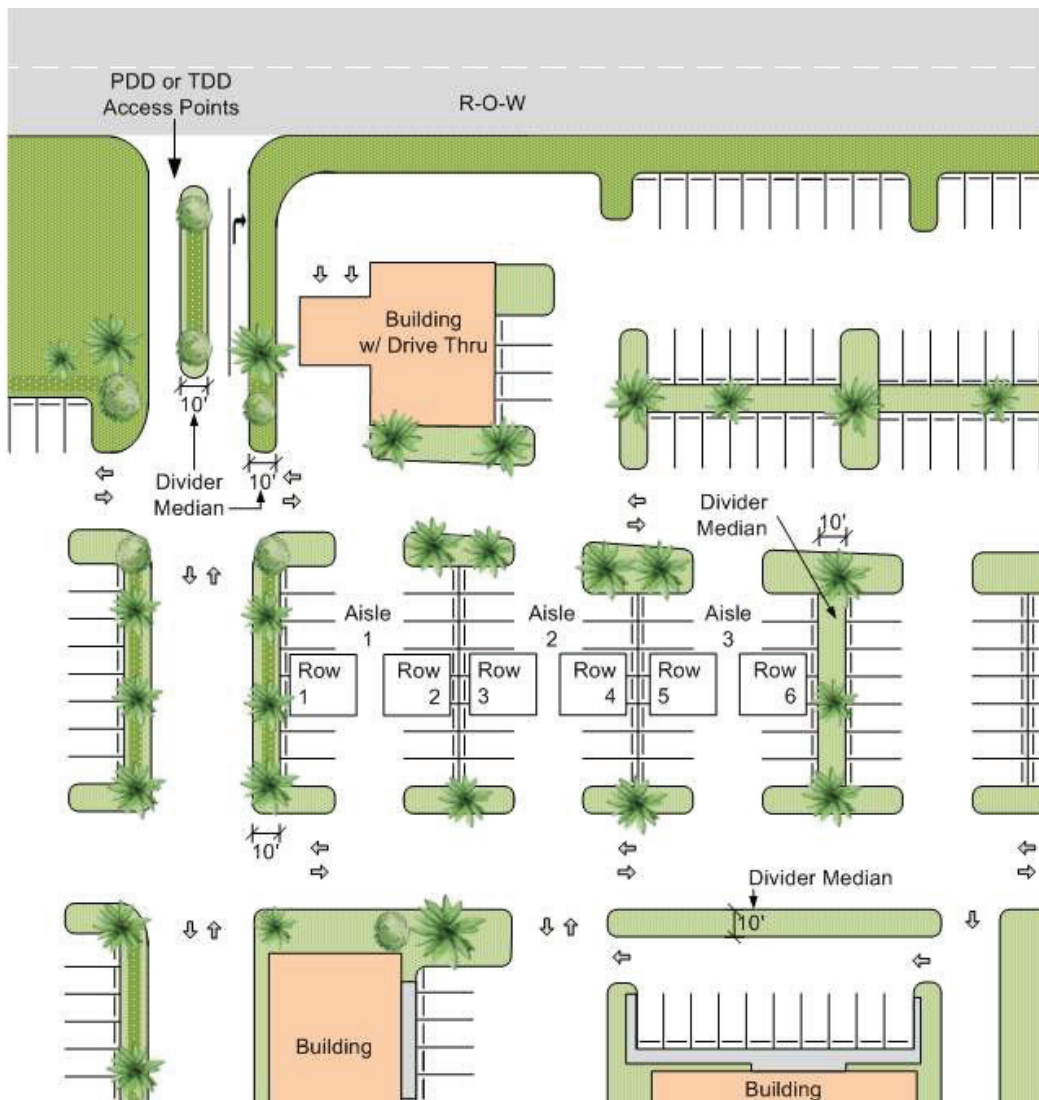 PDD or TDD
Access Points
R-O-W
Building
w/ Drive Thru
10'
Divider
Median
10'
Divider
Median
10'
Aisle
1
Aisle
2
Aisle
3
Row
1
Row
2
Row
3
Row
4
Row
5
Row
6
10'
Divider Median
10'
Building
Building